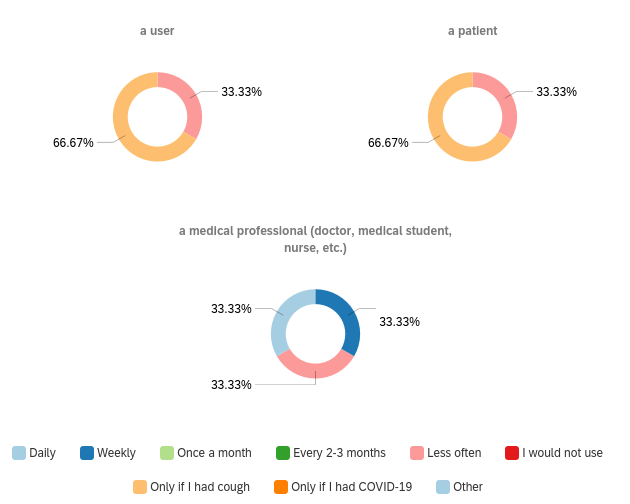 a user
a patient
33.33%
33.33%
66.67%
66.67%
a medical professional (doctor, medical student,
nurse, etc.)
33.33%
33.33%
33.33%
Daily
Weekly
Once a month
Every 2-3 months
Less often
I would not use
Only if I had cough
Only if I had COVID-19
Other